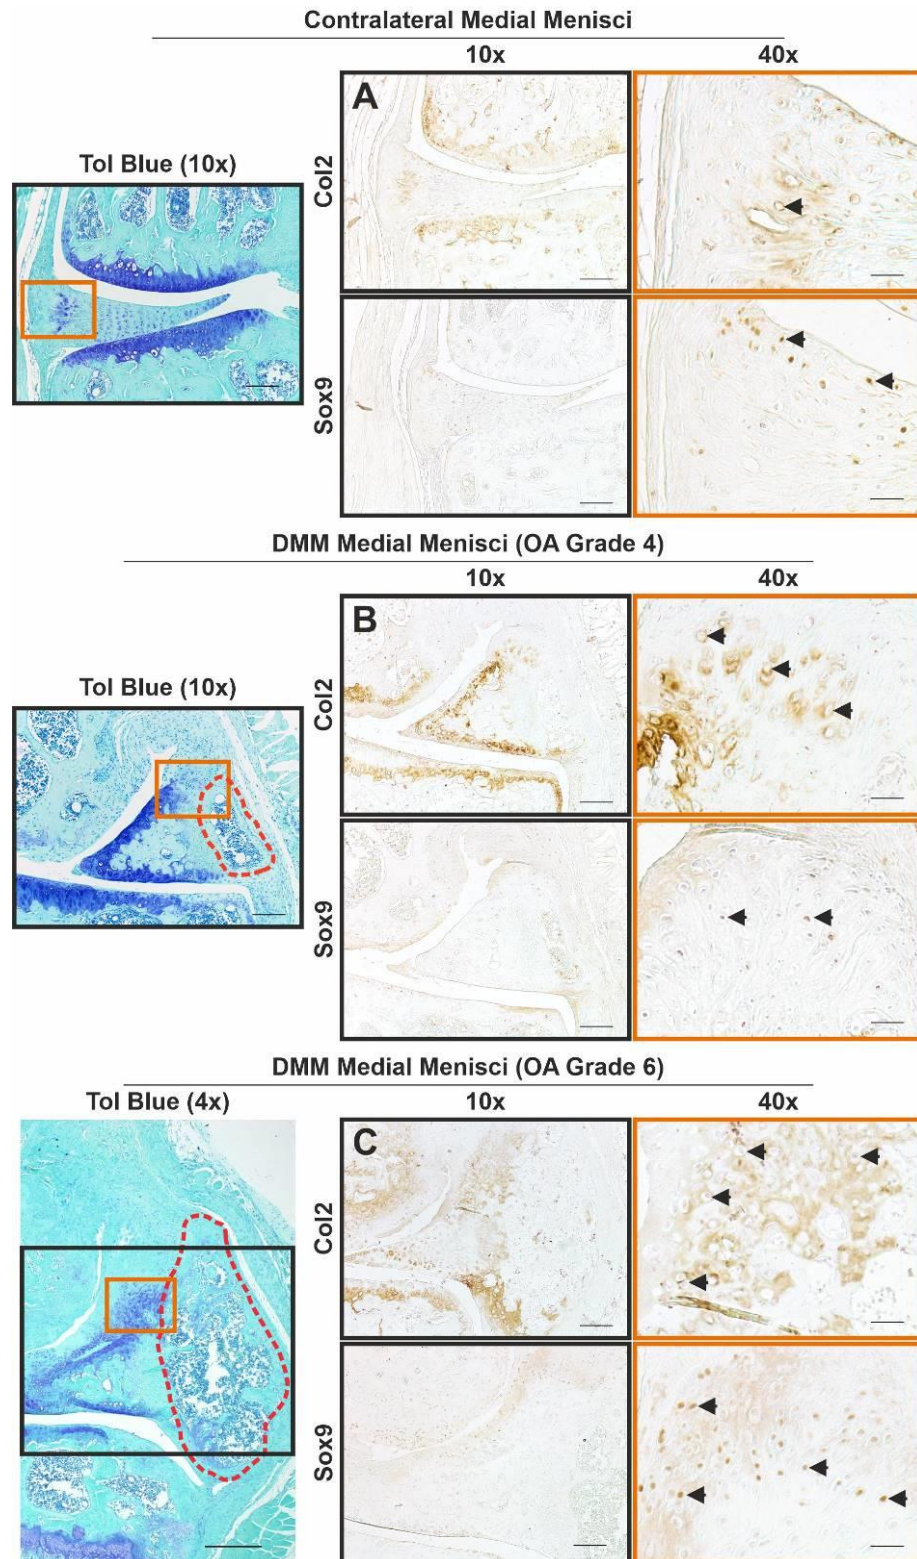 Contralateral Medial Menisci
10x 40x
Tol Blue (10x)
A
Col2
Sox9
DMM Medial Menisci (OA Grade 4)
10x 40x
Tol Blue (10x)
B
Col2
Sox9
DMM Medial Menisci (OA Grade 6)
Tol Blue (4x) 10x 40x
C
Col2
Sox9